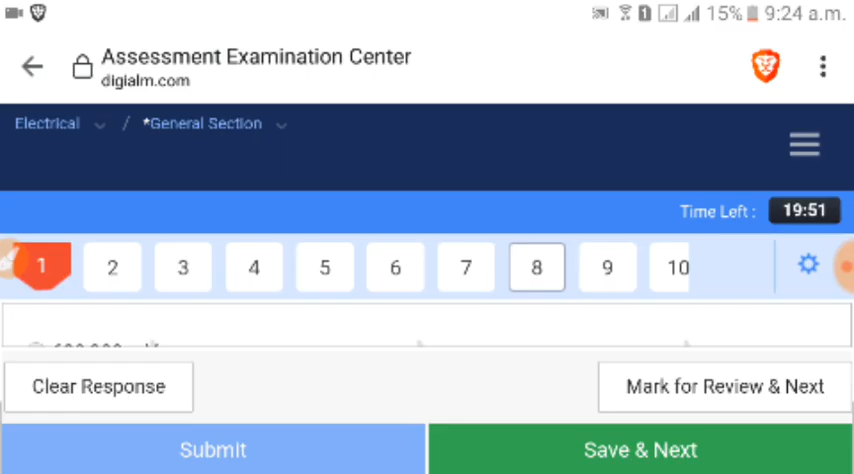 15% 9:24 a.m.
Assessment Examination Center
digialm.com
Electrical / *General Section
Time Left : 19:51
1 2 3 4 5 6 7 8 9 10
Clear Response Mark for Review & Next
Submit Save & Next